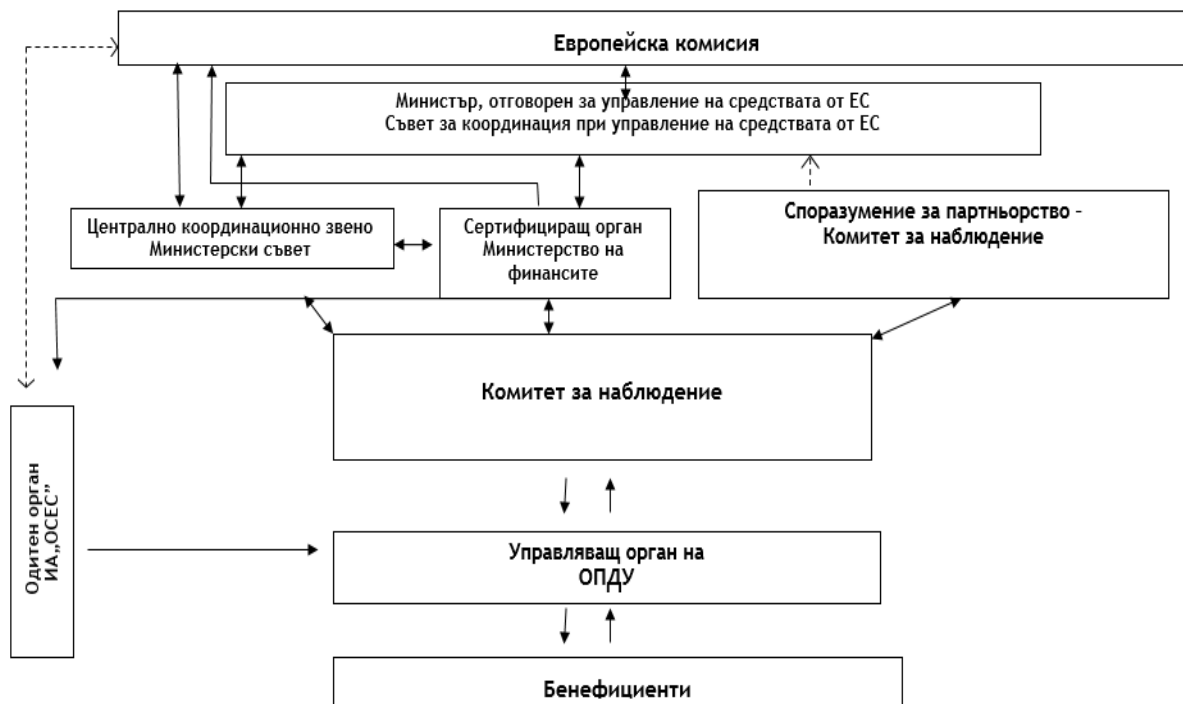 Европейска комисия
Министър, отговорен за управление на средствата от ЕС
Съвет за координация при управление на средствата от ЕС
Централно координационно звено
Министерски съвет
Сертифициращ орган
Министерство на
финансите
Споразумение за партньорство -
Комитет за наблюдение
Комитет за наблюдение
Одитен орган
ИА„ОСЕС”
Управляващ орган на
ОПДУ
Бенефициенти